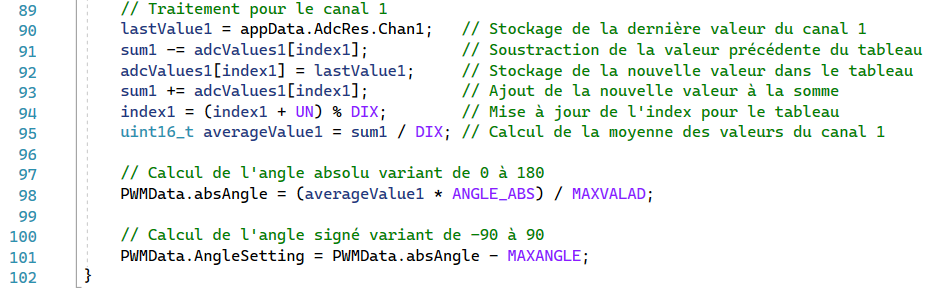 89 // Traitement pour le canal 1
90 lastValue1 = appData.AdcRes.Chan1; // Stockage de la dernière valeur du canal 1
91 sum1 -= adcValues1[index1]; // Soustraction de la valeur précédente du tableau
92 adcValues1[index1] = lastValue1; // Stockage de la nouvelle valeur dans le tableau
93 sum1 += adcValues1[index1]; // Ajout de la nouvelle valeur à la somme
94 index1 = (index1 + UN) % DIX; // Mise à jour de l'index pour le tableau
95 uint16_t averageValue1 = sum1 / DIX; // Calcul de la moyenne des valeurs du canal 1
96
97 // Calcul de l'angle absolu variant de 0 à 180
98 PWMData.absAngle = (averageValue1 * ANGLE_ABS) / MAXVALAD;
99
100 // Calcul de l'angle signé variant de -90 à 90
101 PWMData.AngleSetting = PWMData.absAngle - MAXANGLE;
102 }